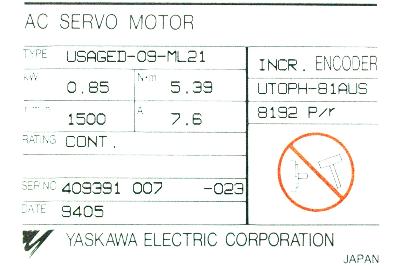 AC SERVO MOTOR
TYPE USAGED-09-ML21
kW 0.85 N·m 5.39
1500 A 7.6
RATING CONT.
SER NO 409391 007 -023
DATE 9405
INCR. ENCODER
UTOPH-81AUS
8192 P/r
YASKAWA ELECTRIC CORPORATION
JAPAN